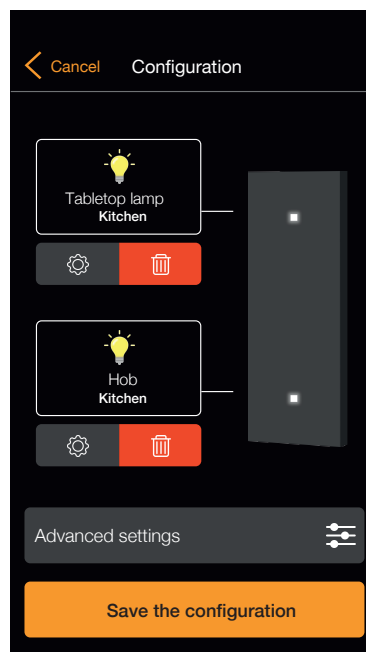 Cancel Configuration
Tabletop lamp
Kitchen
Hob
Kitchen
Advanced settings
Save the configuration